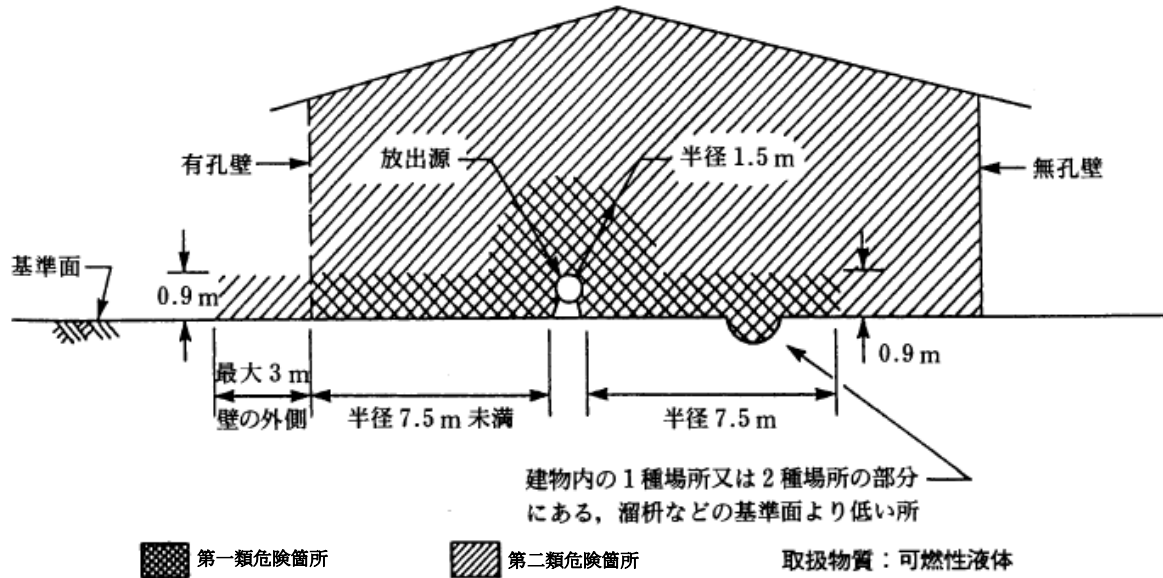 有孔壁
放出源
半径 1.5 m
無孔壁
基準面
0.9 m
0.9 m
最大 3 m
壁の外側
半径 7.5 m 未満
半径 7.5 m
建物内の 1 種場所又は 2 種場所の部分
にある，溜枡などの基準面より低い所
第一類危険箇所
第二類危険箇所
取扱物質：可燃性液体